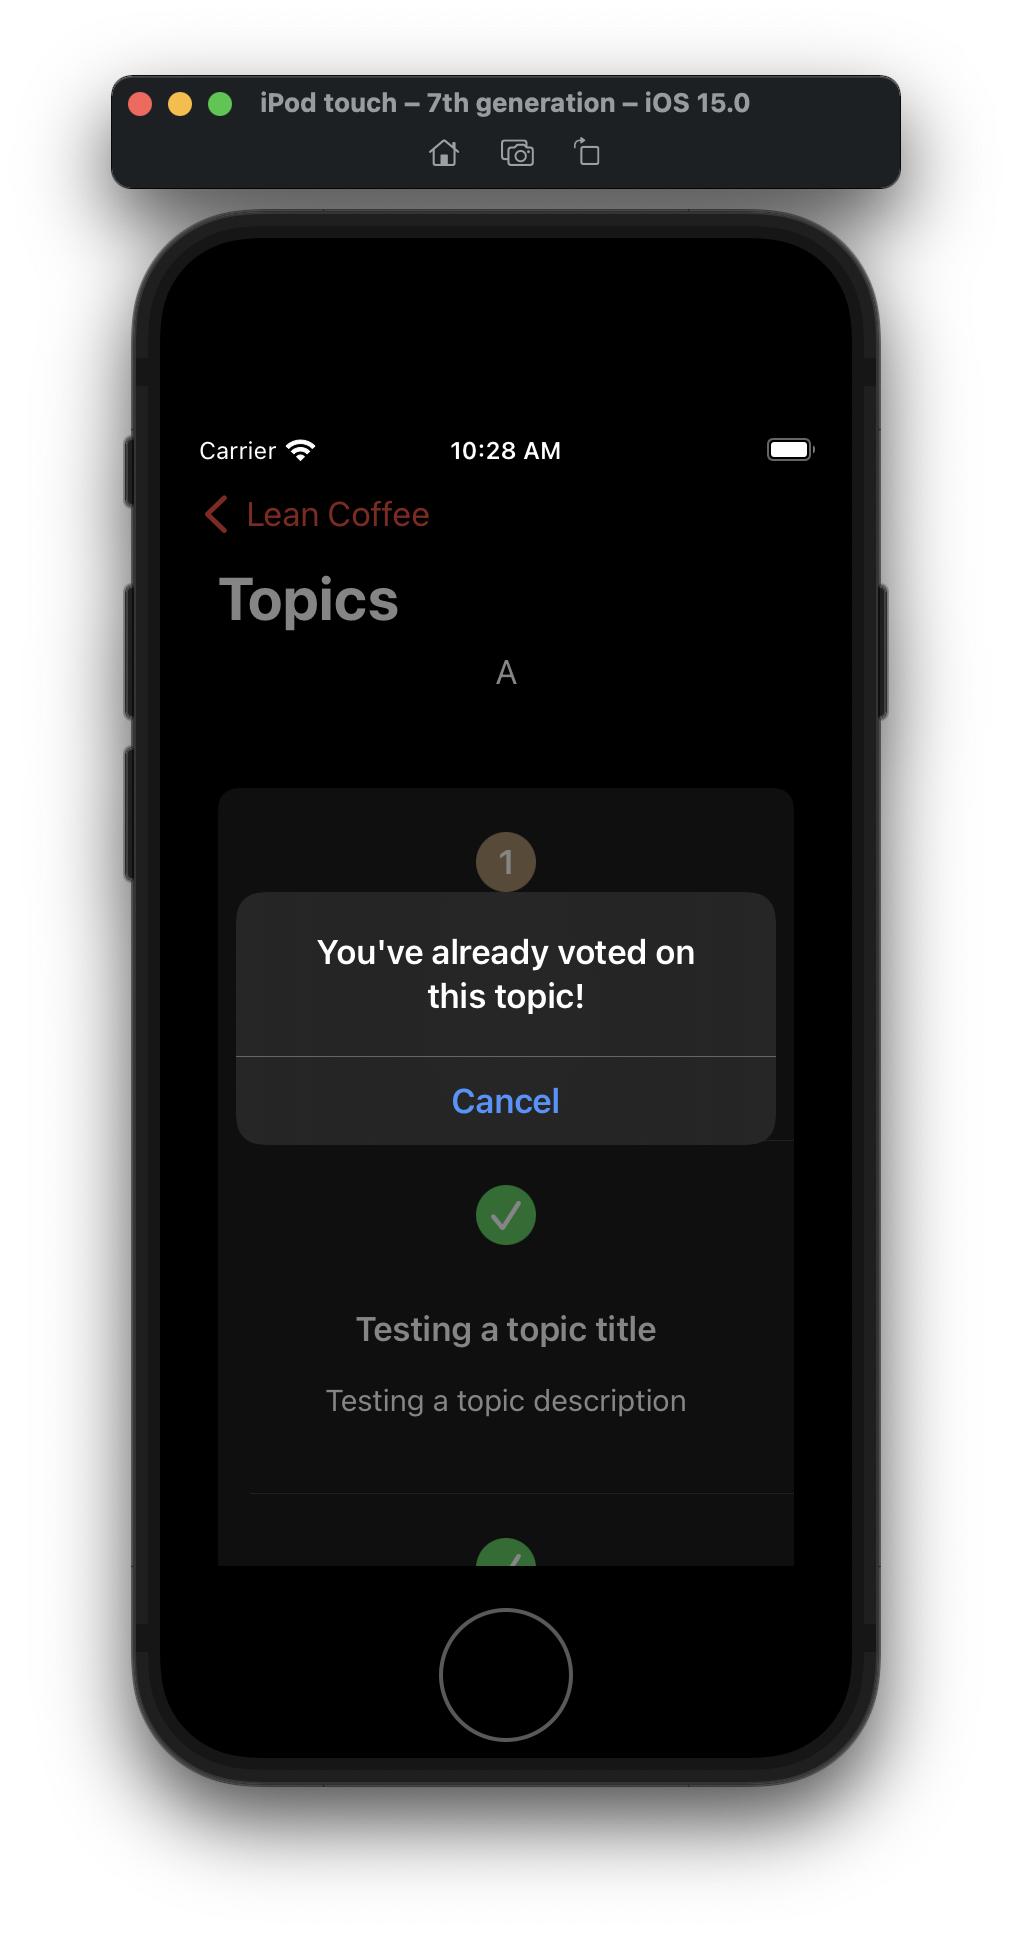 iPod touch – 7th generation – iOS 15.0
Carrier 10:28 AM
Lean Coffee
Topics
A
1
You've already voted on
this topic!
Cancel
Testing a topic title
Testing a topic description